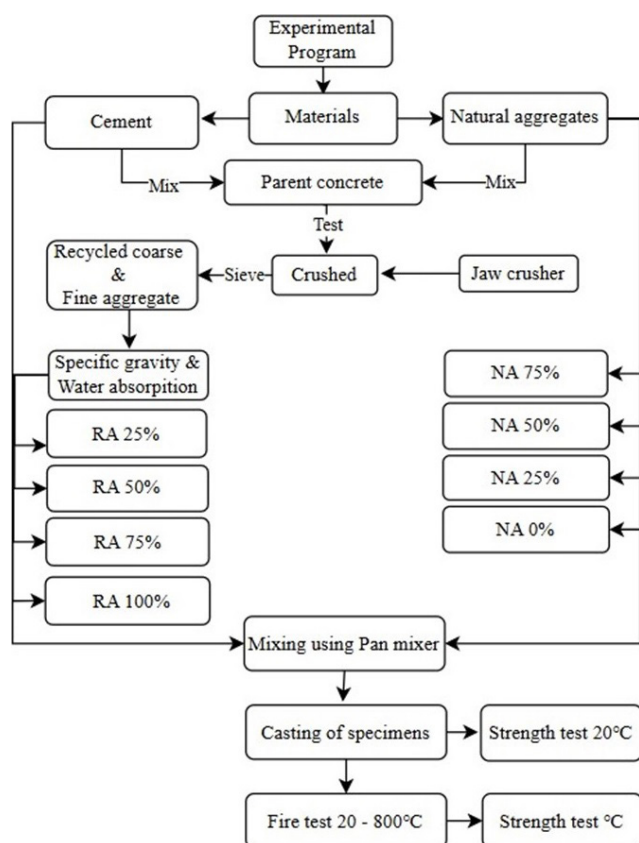 Experimental
Program
Cement
Materials
Natural aggregates
Mix
Parent concrete
Mix
Test
Recycled coarse
&
Fine aggregate
Sieve
Crushed
Jaw crusher
Specific gravity &
Water absorpition
NA 75%
RA 25%
NA 50%
RA 50%
NA 25%
RA 75%
NA 0%
RA 100%
Mixing using Pan mixer
Casting of specimens
Strength test 20℃
Fire test 20 - 800℃
Strength test ℃